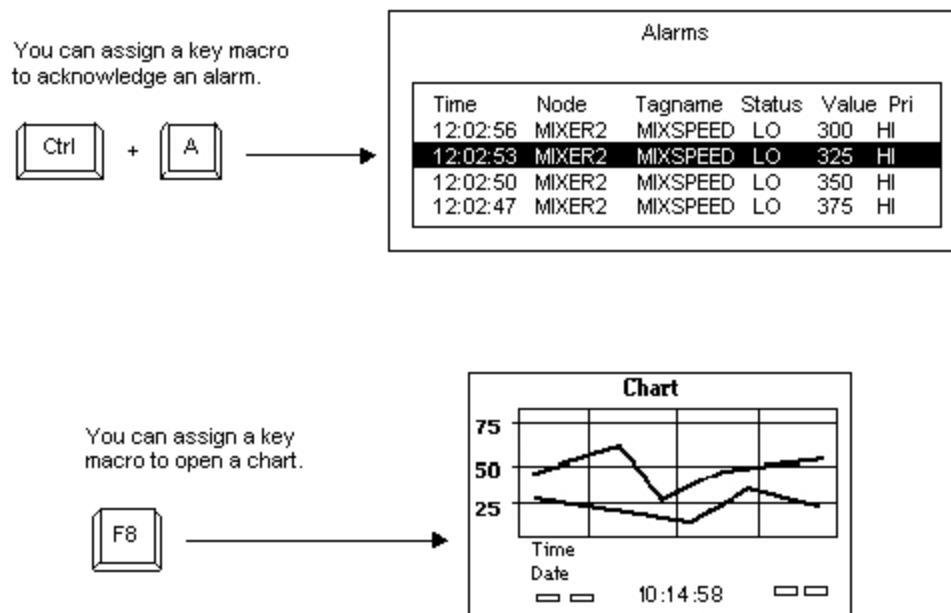 You can assign a key macro
to acknowledge an alarm.
Ctrl + A
Alarms
Time Node Tagname Status Value Pri
12:02:56 MIXER2 MIXSPEED LO 300 HI
12:02:53 MIXER2 MIXSPEED LO 325 HI
12:02:50 MIXER2 MIXSPEED LO 350 HI
12:02:47 MIXER2 MIXSPEED LO 375 HI
You can assign a key
macro to open a chart.
F8
Chart
75
50
25
Time
Date
10:14:58